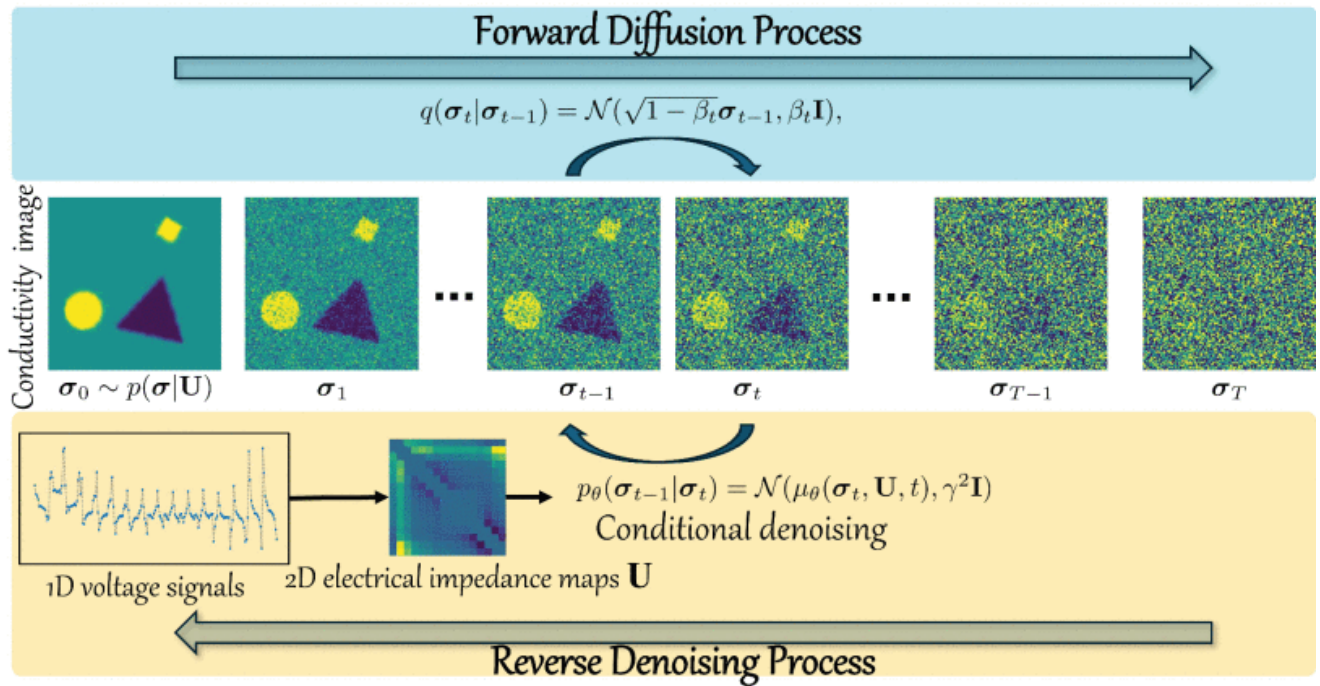 Forward Diffusion Process
q(σ_t|σ_{t−1}) = 𝒩(√(1 − β_t)σ_{t−1}, β_t𝐈),
Conductivity image
...
...
σ_0 ∼ p(σ|𝐔)
σ_1
σ_{t−1}
σ_t
σ_{T−1}
σ_T
p_θ(σ_{t−1}|σ_t) = 𝒩(μ_θ(σ_t, 𝐔, t), γ²𝐈)
Conditional denoising
1D voltage signals
2D electrical impedance maps 𝐔
Reverse Denoising Process